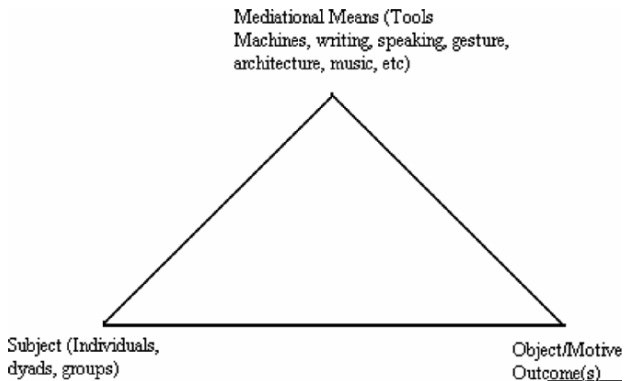 Mediational Means (Tools
Machines, writing, speaking, gesture,
architecture, music, etc)
Subject (Individuals,
dyads, groups)
Object/Motive
Outcome(s)